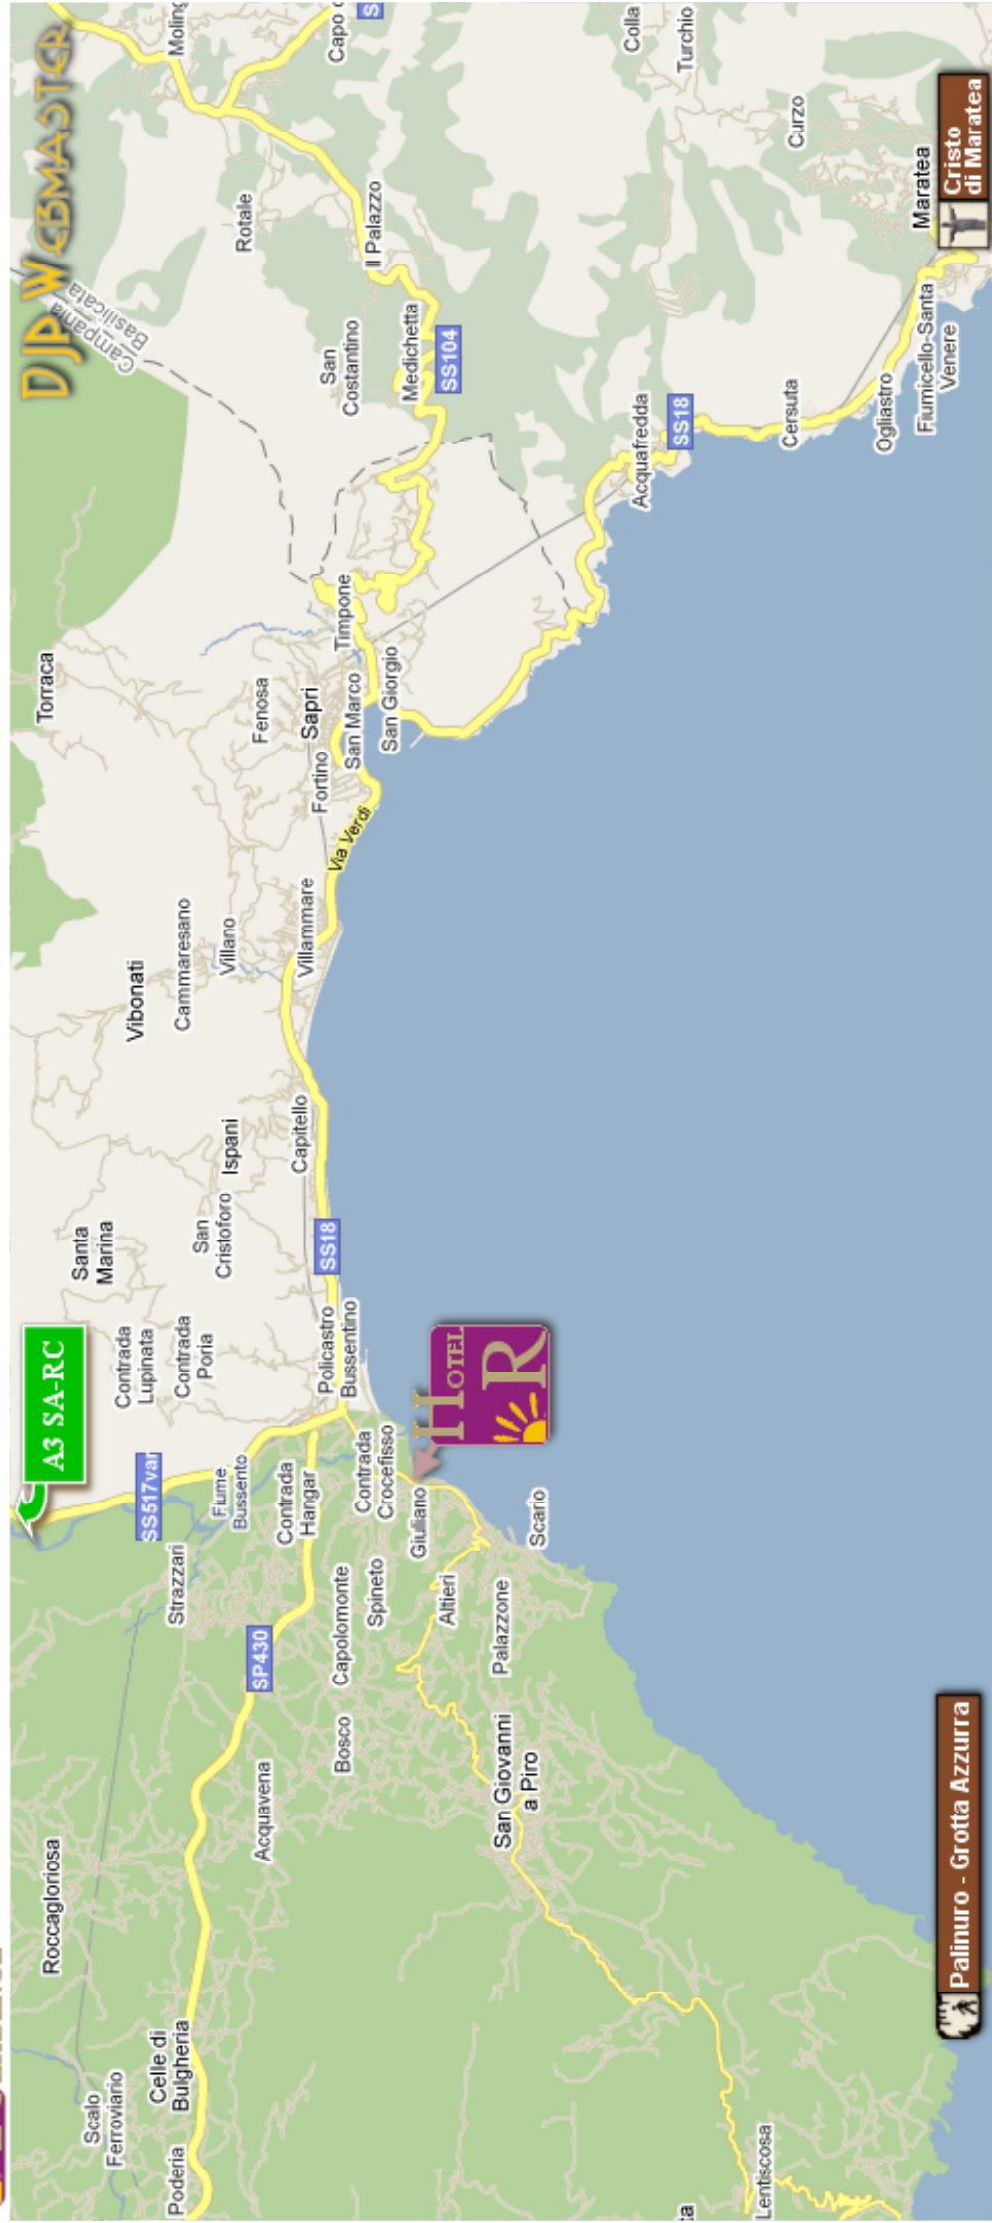 DJP WEBMASTER
A3 SA-RC
Roccagloriosa
Scalo
Ferroviario
Celle di
Bulgheria
Poderia
Acquavena
SP430
Strazzari
SS517var
Fiume
Bussento
Contrada
Hangar
Contrada
Lupinata
Contrada
Poria
Santa
Marina
San
Cristoforo
Ispani
Vibonati
Cammaresano
Villano
Torraca
Fenosa
Sapri
Fortino
San Marco
Timpone
San Giorgio
Via Verdi
Villammare
Capitello
SS18
Policastro
Bussentino
Contrada
Crocefisso
Giuliano
HOTEL
R
Capolomonte
Spineto
Bosco
Altieri
Palazzone
Scario
San Giovanni
a Piro
Lentiscosa
Palinuro - Grotta Azzurra
Campania
Basilicata
Rotale
Il Palazzo
San
Costantino
Medichetta
SS104
Colla
Turchio
Curzo
Acquafredda
SS18
Cersuta
Ogliastro
Fiumicello-Santa
Venere
Maratea
Cristo
di Maratea